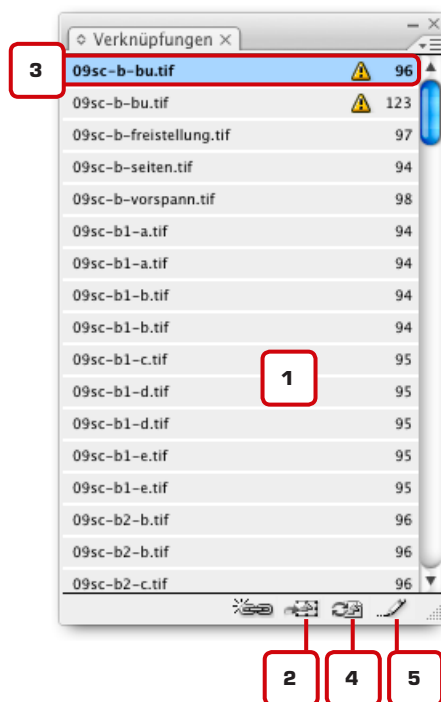 Verknüpfungen
3
09sc-b-bu.tif 96
09sc-b-bu.tif 123
09sc-b-freistellung.tif 97
09sc-b-seiten.tif 94
09sc-b-vorspann.tif 98
09sc-b1-a.tif 94
09sc-b1-a.tif 94
09sc-b1-b.tif 94
09sc-b1-b.tif 94
09sc-b1-c.tif 95
1
09sc-b1-d.tif 95
09sc-b1-d.tif 95
09sc-b1-e.tif 95
09sc-b1-e.tif 95
09sc-b2-b.tif 96
09sc-b2-b.tif 96
09sc-b2-c.tif 96
2 4 5